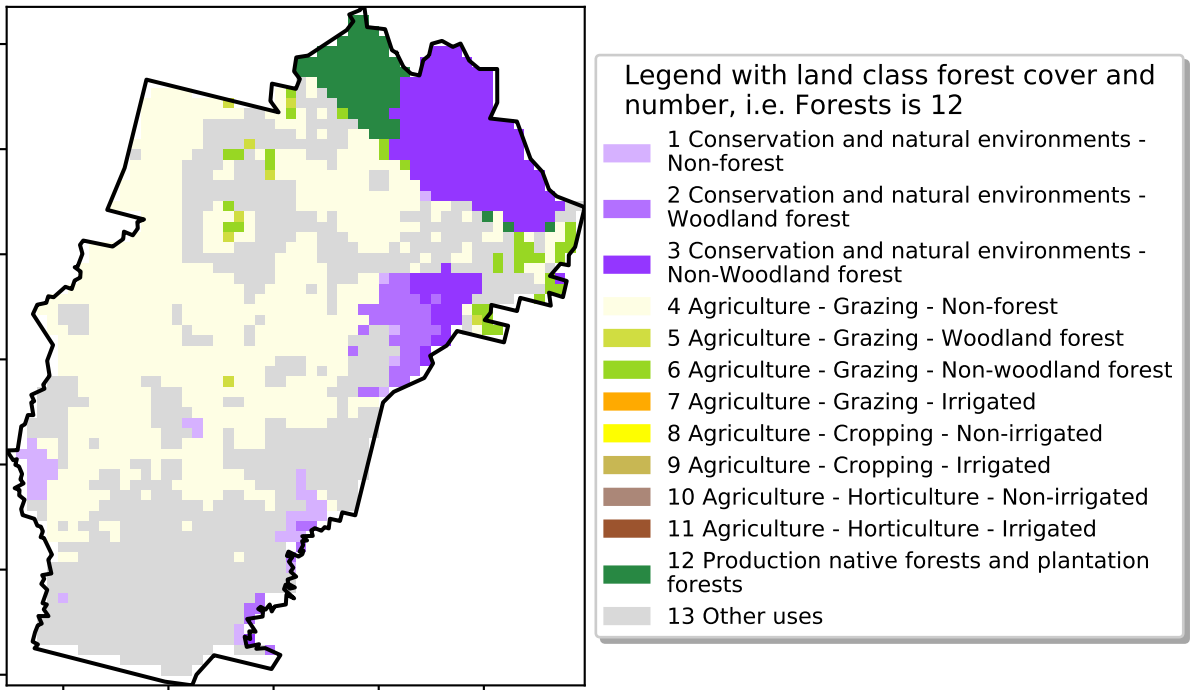 Legend with land class forest cover and
number, i.e. Forests is 12
1 Conservation and natural environments -
Non-forest
2 Conservation and natural environments -
Woodland forest
3 Conservation and natural environments -
Non-Woodland forest
4 Agriculture - Grazing - Non-forest
5 Agriculture - Grazing - Woodland forest
6 Agriculture - Grazing - Non-woodland forest
7 Agriculture - Grazing - Irrigated
8 Agriculture - Cropping - Non-irrigated
9 Agriculture - Cropping - Irrigated
10 Agriculture - Horticulture - Non-irrigated
11 Agriculture - Horticulture - Irrigated
12 Production native forests and plantation
forests
13 Other uses